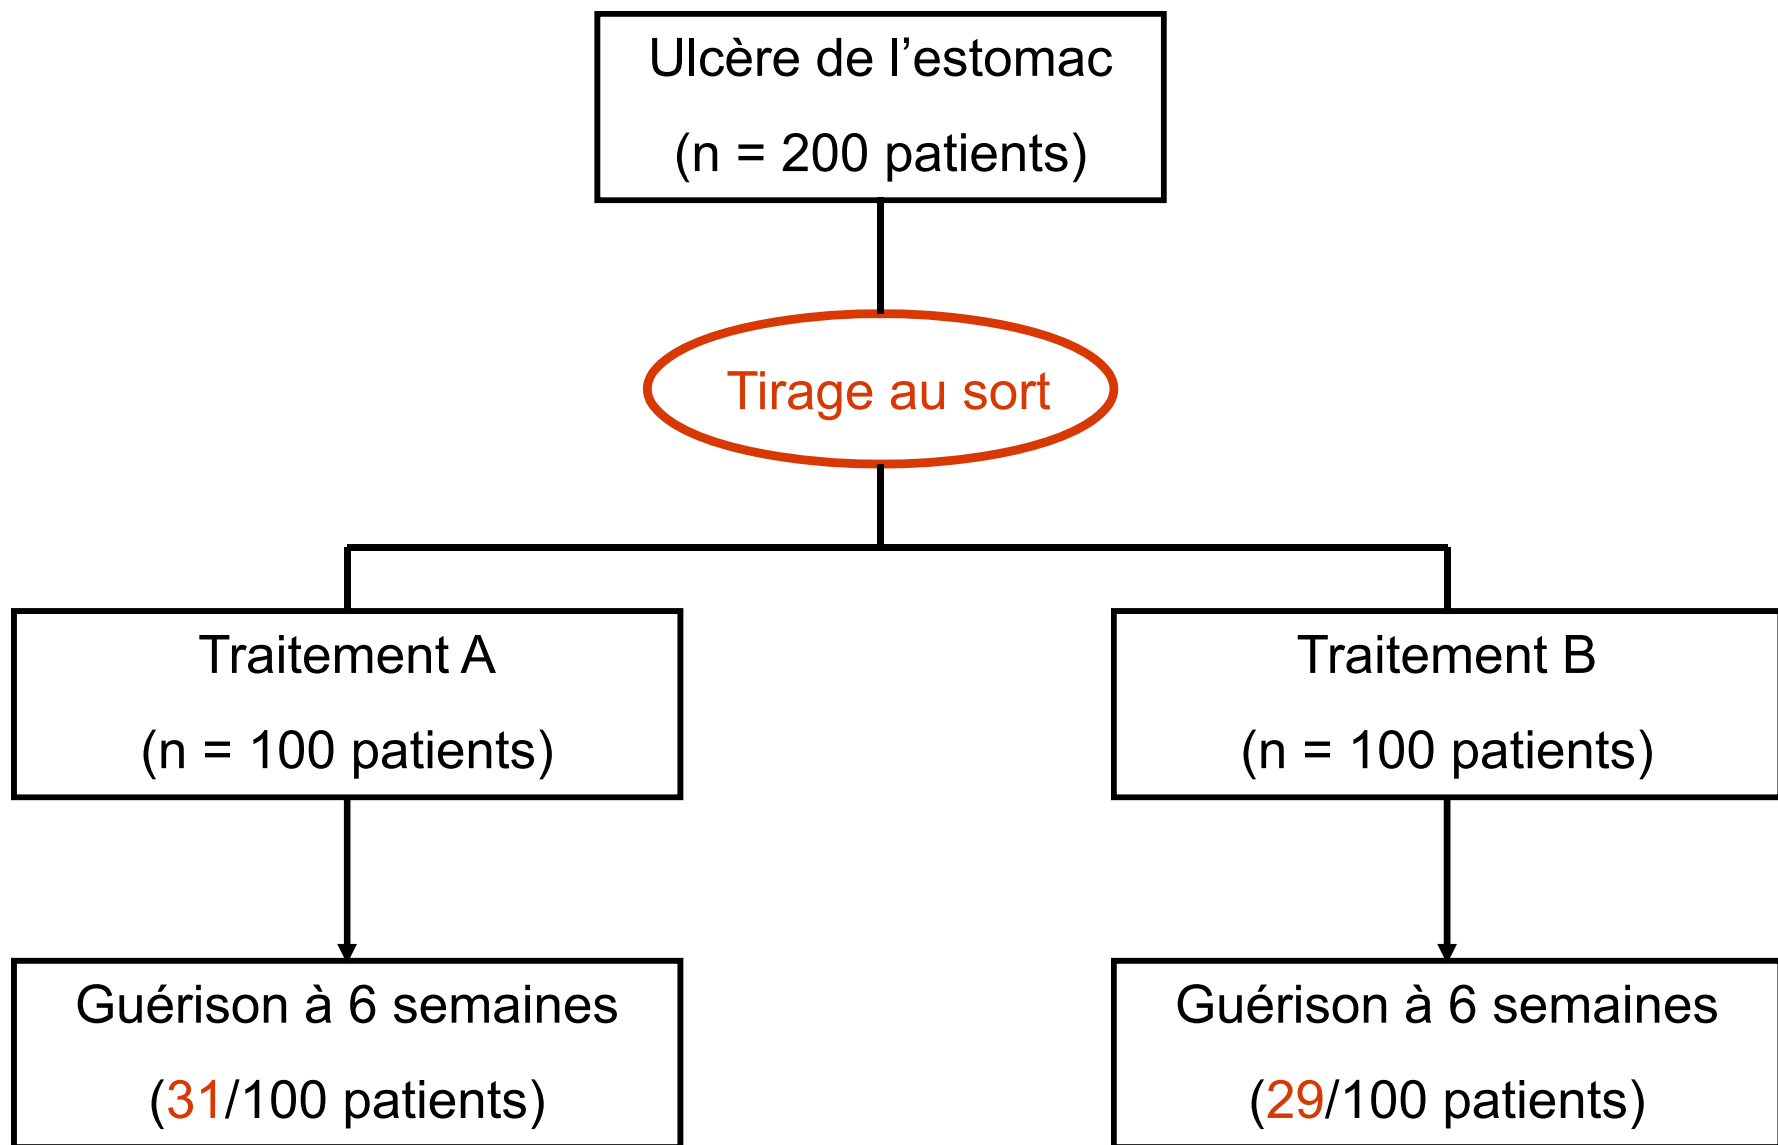 Ulcère de l’estomac
(n = 200 patients)
Tirage au sort
Traitement A
(n = 100 patients)
Traitement B
(n = 100 patients)
Guérison à 6 semaines
(31/100 patients)
Guérison à 6 semaines
(29/100 patients)